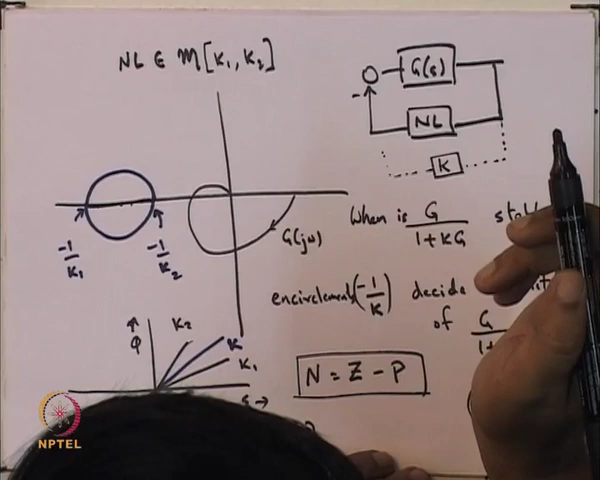 NL ∈ M[K₁, K₂]
G(s)
-
NL
K
G(jω)
-1/K₁
-1/K₂
When is G/(1+KG)
encirclements (-1/K) decide
of G/1+
N = Z - P
φ K₂
K
K₁
NPTEL